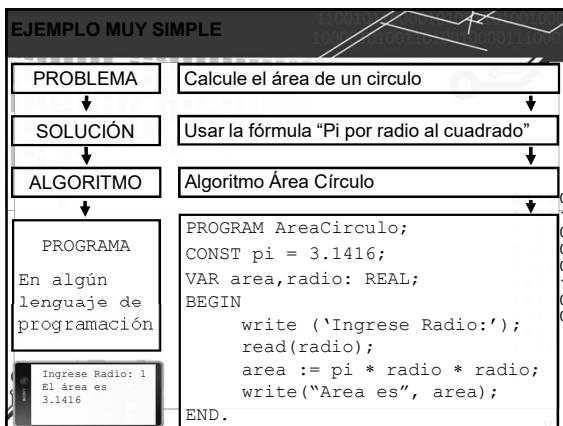 EJEMPLO MUY SIMPLE
PROBLEMA
Calcule el área de un circulo
SOLUCIÓN
Usar la fórmula “Pi por radio al cuadrado”
ALGORITMO
Algoritmo Área Círculo
PROGRAMA
En algún
lenguaje de
programación
PROGRAM AreaCirculo;
CONST pi = 3.1416;
VAR area,radio: REAL;
BEGIN
write (‘Ingrese Radio:’);
read(radio);
area := pi * radio * radio;
write(“Area es”, area);
END.
Ingrese Radio: 1
El área es
3.1416